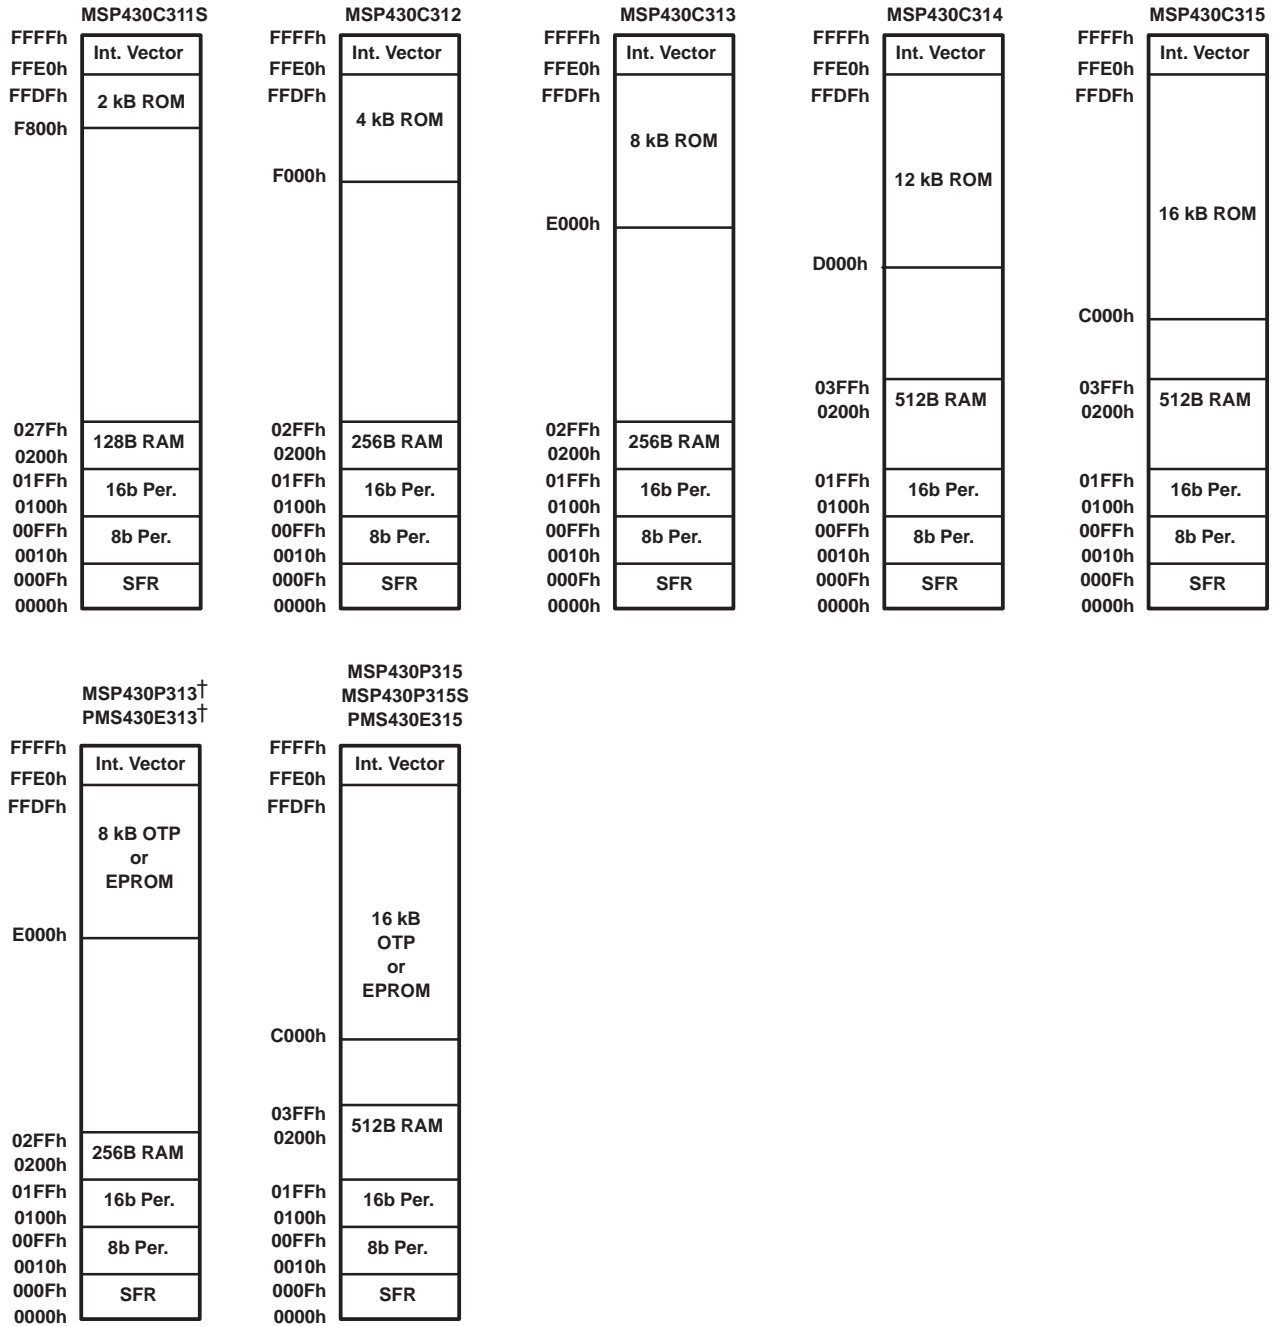 MSP430C311S
FFFFh
Int. Vector
FFE0h
FFDFh
2 kB ROM
F800h
027Fh
128B RAM
0200h
01FFh
16b Per.
0100h
00FFh
8b Per.
0010h
000Fh
SFR
0000h
MSP430C312
FFFFh
Int. Vector
FFE0h
FFDFh
4 kB ROM
F000h
02FFh
256B RAM
0200h
01FFh
16b Per.
0100h
00FFh
8b Per.
0010h
000Fh
SFR
0000h
MSP430C313
FFFFh
Int. Vector
FFE0h
FFDFh
8 kB ROM
E000h
02FFh
256B RAM
0200h
01FFh
16b Per.
0100h
00FFh
8b Per.
0010h
000Fh
SFR
0000h
MSP430C314
FFFFh
Int. Vector
FFE0h
FFDFh
12 kB ROM
D000h
03FFh
512B RAM
0200h
01FFh
16b Per.
0100h
00FFh
8b Per.
0010h
000Fh
SFR
0000h
MSP430C315
FFFFh
Int. Vector
FFE0h
FFDFh
16 kB ROM
C000h
03FFh
512B RAM
0200h
01FFh
16b Per.
0100h
00FFh
8b Per.
0010h
000Fh
SFR
0000h
MSP430P313†
PMS430E313†
FFFFh
Int. Vector
FFE0h
FFDFh
8 kB OTP
or
EPROM
E000h
02FFh
256B RAM
0200h
01FFh
16b Per.
0100h
00FFh
8b Per.
0010h
000Fh
SFR
0000h
MSP430P315
MSP430P315S
PMS430E315
FFFFh
Int. Vector
FFE0h
FFDFh
16 kB
OTP
or
EPROM
C000h
03FFh
512B RAM
0200h
01FFh
16b Per.
0100h
00FFh
8b Per.
0010h
000Fh
SFR
0000h